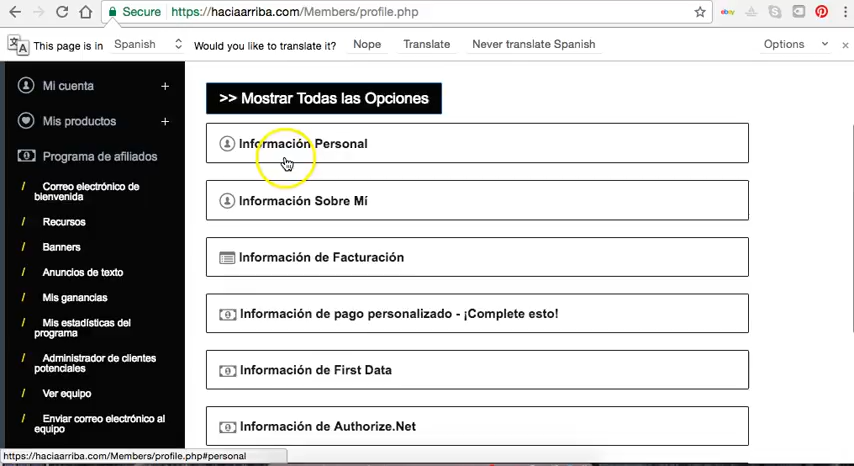 Secure https://haciaarriba.com/Members/profile.php
This page is in Spanish Would you like to translate it? Nope Translate Never translate Spanish Options
Mi cuenta
Mis productos
Programa de afiliados
Correo electrónico de
bienvenida
Recursos
Banners
Anuncios de texto
Mis ganancias
Mis estadísticas del
programa
Administrador de clientes
potenciales
Ver equipo
Enviar correo electrónico al
equipo
>> Mostrar Todas las Opciones
Información Personal
Información Sobre Mí
Información de Facturación
Información de pago personalizado - ¡Complete esto!
Información de First Data
Información de Authorize.Net
https://haciaarriba.com/Members/profile.php#personal